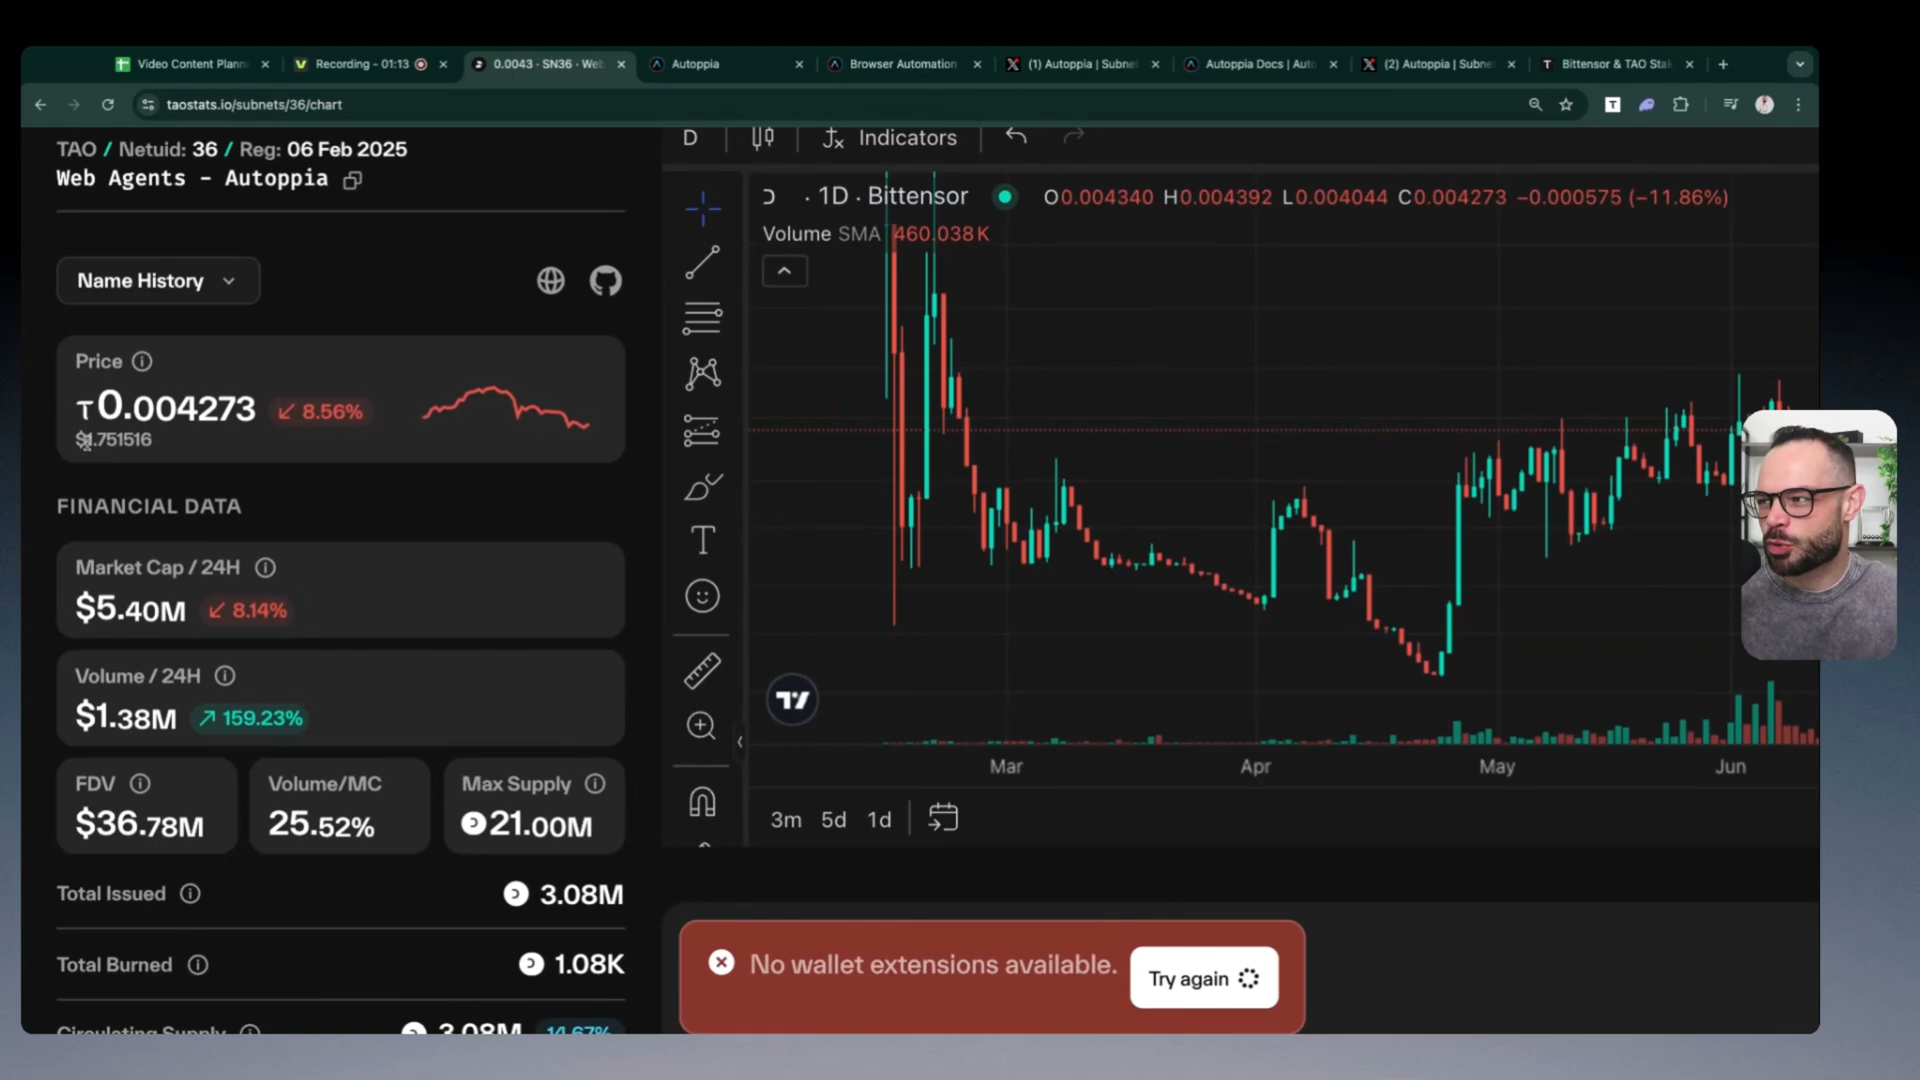 Video Content Plann
Recording - 01:13
0.0043 · SN36 · Web
Autoppia
Browser Automation
(1) Autoppia | Subne
Autoppia Docs | Auto
(2) Autoppia | Subne
Bittensor & TAO Stak
taostats.io/subnets/36/chart
TAO / Netuid: 36 / Reg: 06 Feb 2025
Web Agents - Autoppia
Name History
Price
τ0.004273 8.56%
$1.751516
FINANCIAL DATA
Market Cap / 24H
$5.40M 8.14%
Volume / 24H
$1.38M 159.23%
FDV
$36.78M
Volume/MC
25.52%
Max Supply
21.00M
Total Issued 3.08M
Total Burned 1.08K
Circulating Supply 3.08M 14.67%
D Indicators
· 1D · Bittensor O0.004340 H0.004392 L0.004044 C0.004273 −0.000575 (−11.86%)
Volume SMA 460.038K
Mar Apr May Jun
3m 5d 1d
No wallet extensions available. Try again